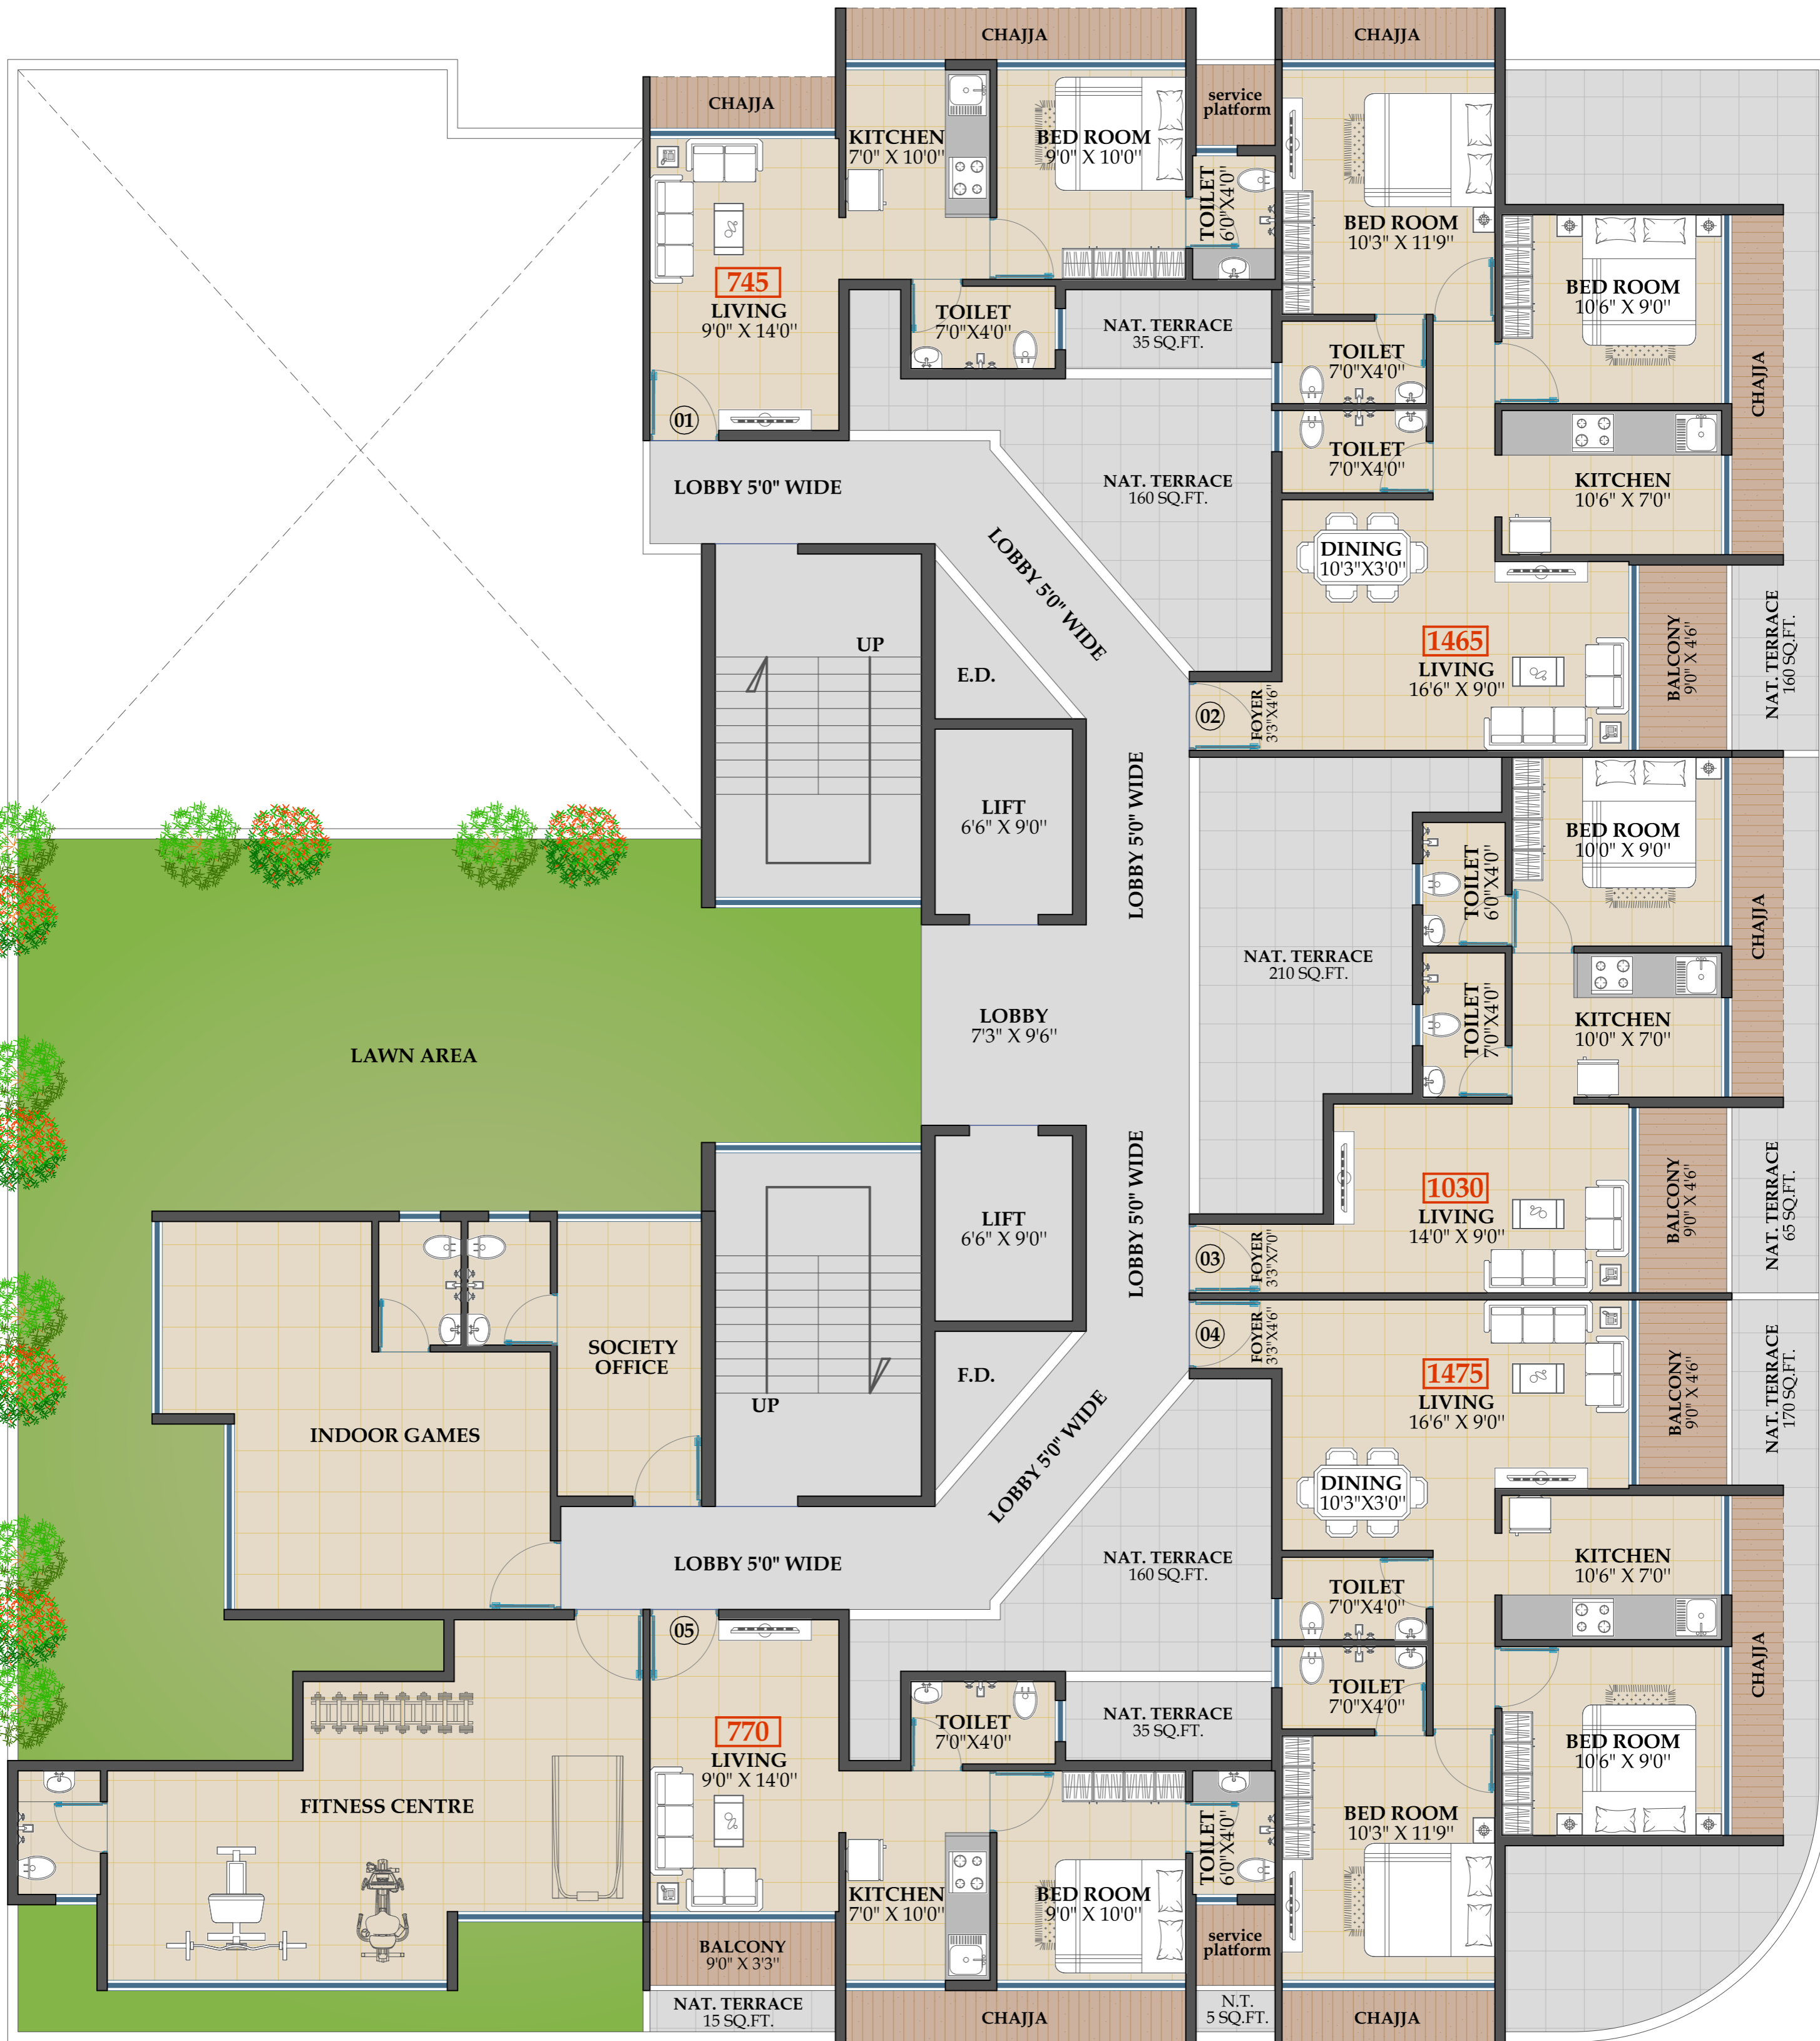 CHAJJA
CHAJJA
CHAJJA
service
platform
KITCHEN
7'0" X 10'0"
BED ROOM
9'0" X 10'0"
TOILET
6'0"X4'0"
BED ROOM
10'3" X 11'9"
BED ROOM
10'6" X 9'0"
745
LIVING
9'0" X 14'0"
TOILET
7'0"X4'0"
NAT. TERRACE
35 SQ.FT.
TOILET
7'0"X4'0"
CHAJJA
01
TOILET
7'0"X4'0"
LOBBY 5'0" WIDE
NAT. TERRACE
160 SQ.FT.
KITCHEN
10'6" X 7'0"
LOBBY 5'0" WIDE
DINING
10'3"X3'0"
UP
E.D.
1465
LIVING
16'6" X 9'0"
BALCONY
9'0" X 4'6"
NAT. TERRACE
160 SQ.FT.
02
FOYER
3'3"X4'6"
LIFT
6'6" X 9'0"
LOBBY 5'0" WIDE
BED ROOM
10'0" X 9'0"
TOILET
6'0"X4'0"
CHAJJA
NAT. TERRACE
210 SQ.FT.
LOBBY
7'3" X 9'6"
TOILET
7'0"X4'0"
KITCHEN
10'0" X 7'0"
LAWN AREA
LIFT
6'6" X 9'0"
LOBBY 5'0" WIDE
1030
LIVING
14'0" X 9'0"
BALCONY
9'0" X 4'6"
NAT. TERRACE
65 SQ.FT.
03
FOYER
3'3"X7'0"
04
FOYER
3'3"X4'6"
SOCIETY
OFFICE
F.D.
1475
LIVING
16'6" X 9'0"
BALCONY
9'0" X 4'6"
NAT. TERRACE
170 SQ.FT.
UP
INDOOR GAMES
LOBBY 5'0" WIDE
DINING
10'3"X3'0"
LOBBY 5'0" WIDE
NAT. TERRACE
160 SQ.FT.
KITCHEN
10'6" X 7'0"
TOILET
7'0"X4'0"
05
CHAJJA
TOILET
7'0"X4'0"
770
LIVING
9'0" X 14'0"
TOILET
7'0"X4'0"
NAT. TERRACE
35 SQ.FT.
BED ROOM
10'6" X 9'0"
FITNESS CENTRE
BED ROOM
10'3" X 11'9"
TOILET
6'0"X4'0"
KITCHEN
7'0" X 10'0"
BED ROOM
9'0" X 10'0"
BALCONY
9'0" X 3'3"
service
platform
NAT. TERRACE
15 SQ.FT.
CHAJJA
N.T.
5 SQ.FT.
CHAJJA